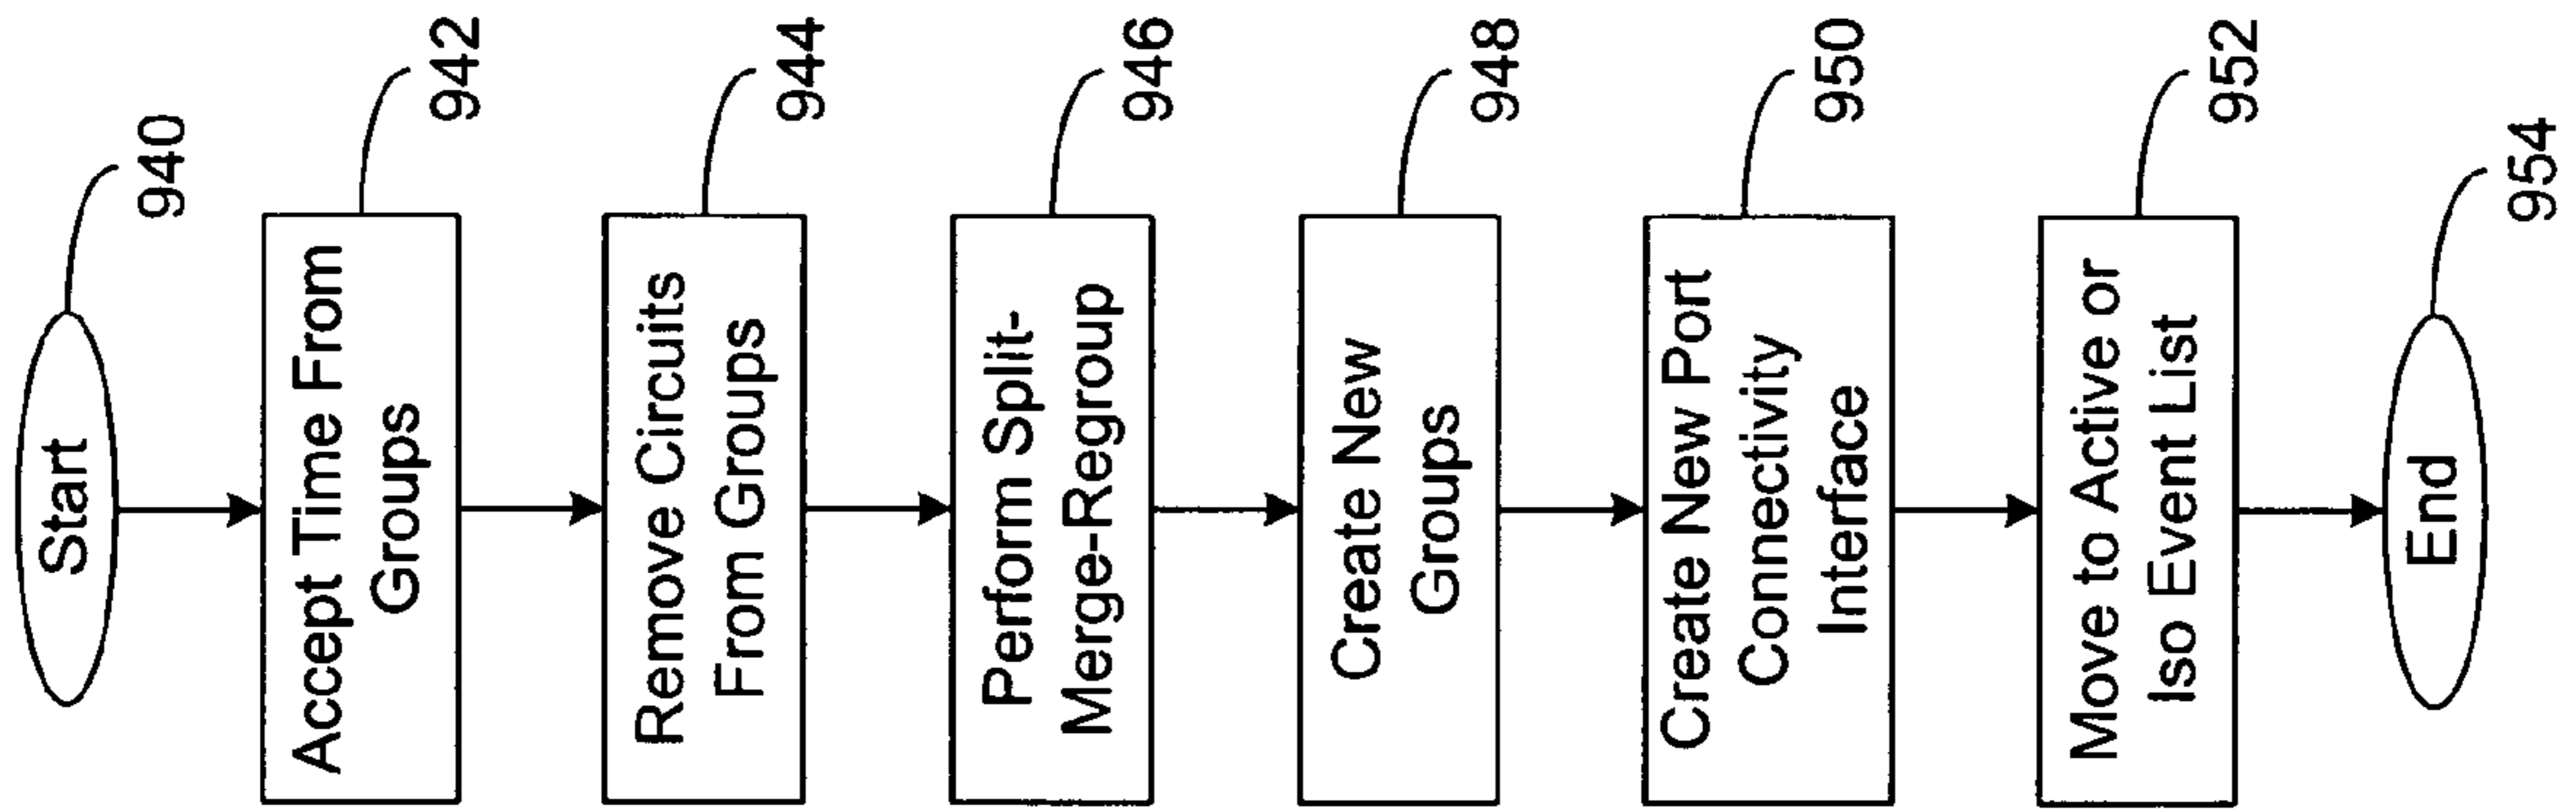 Start
940
Accept Time From
Groups
942
Remove Circuits
From Groups
944
Perform Split-
Merge-Regroup
946
Create New
Groups
948
Create New Port
Connectivity
Interface
950
Move to Active or
Iso Event List
952
End
954